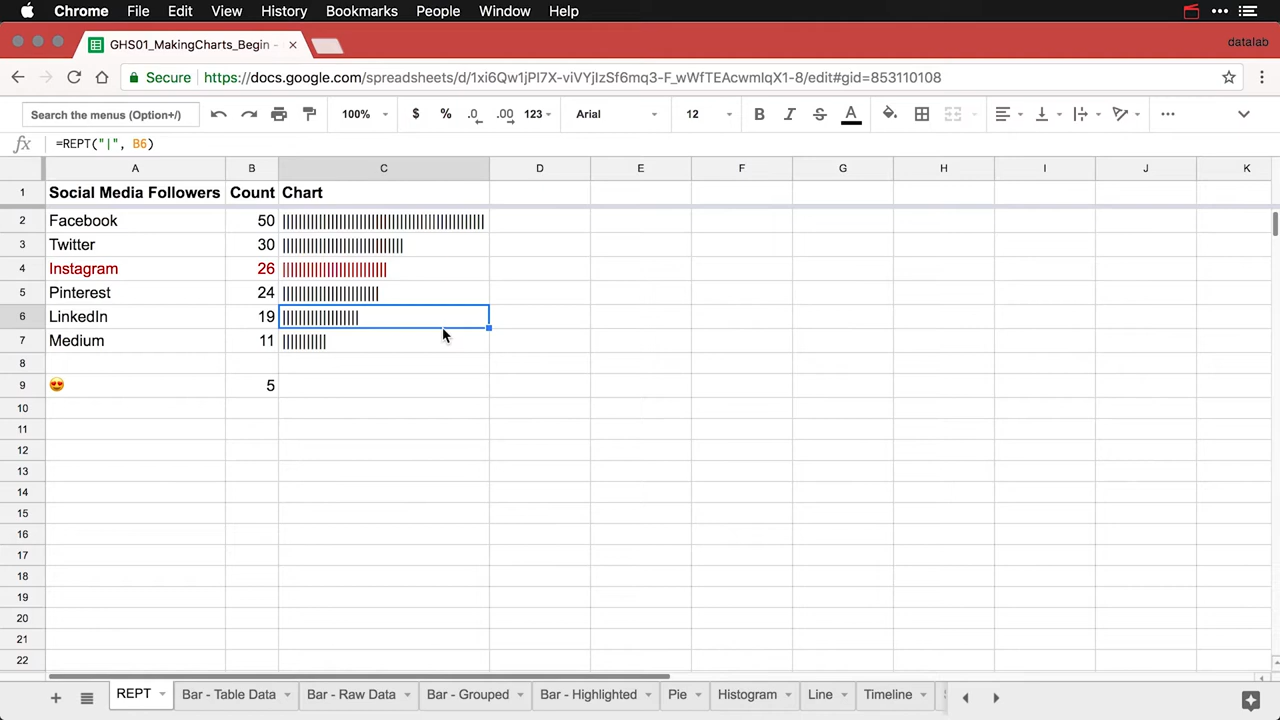 Chrome File Edit View History Bookmarks People Window Help
GHS01_MakingCharts_Begin -
datalab
Secure https://docs.google.com/spreadsheets/d/1xi6Qw1jPl7X-viVYjIzSf6mq3-F_wWfTEAcwmIqX1-8/edit#gid=853110108
Search the menus (Option+/) 100% $ % .0 .00 123 Arial 12 B I S A
fx =REPT("|", B6)
A B C D E F G H I J K
1 Social Media Followers Count Chart
2 Facebook 50 ||||||||||||||||||||||||||||||||||||||||||||||||||
3 Twitter 30 ||||||||||||||||||||||||||||||
4 Instagram 26 ||||||||||||||||||||||||||
5 Pinterest 24 ||||||||||||||||||||||||
6 LinkedIn 19 |||||||||||||||||||
7 Medium 11 |||||||||||
8
9 😍 5
10
11
12
13
14
15
16
17
18
19
20
21
22
REPT Bar - Table Data Bar - Raw Data Bar - Grouped Bar - Highlighted Pie Histogram Line Timeline